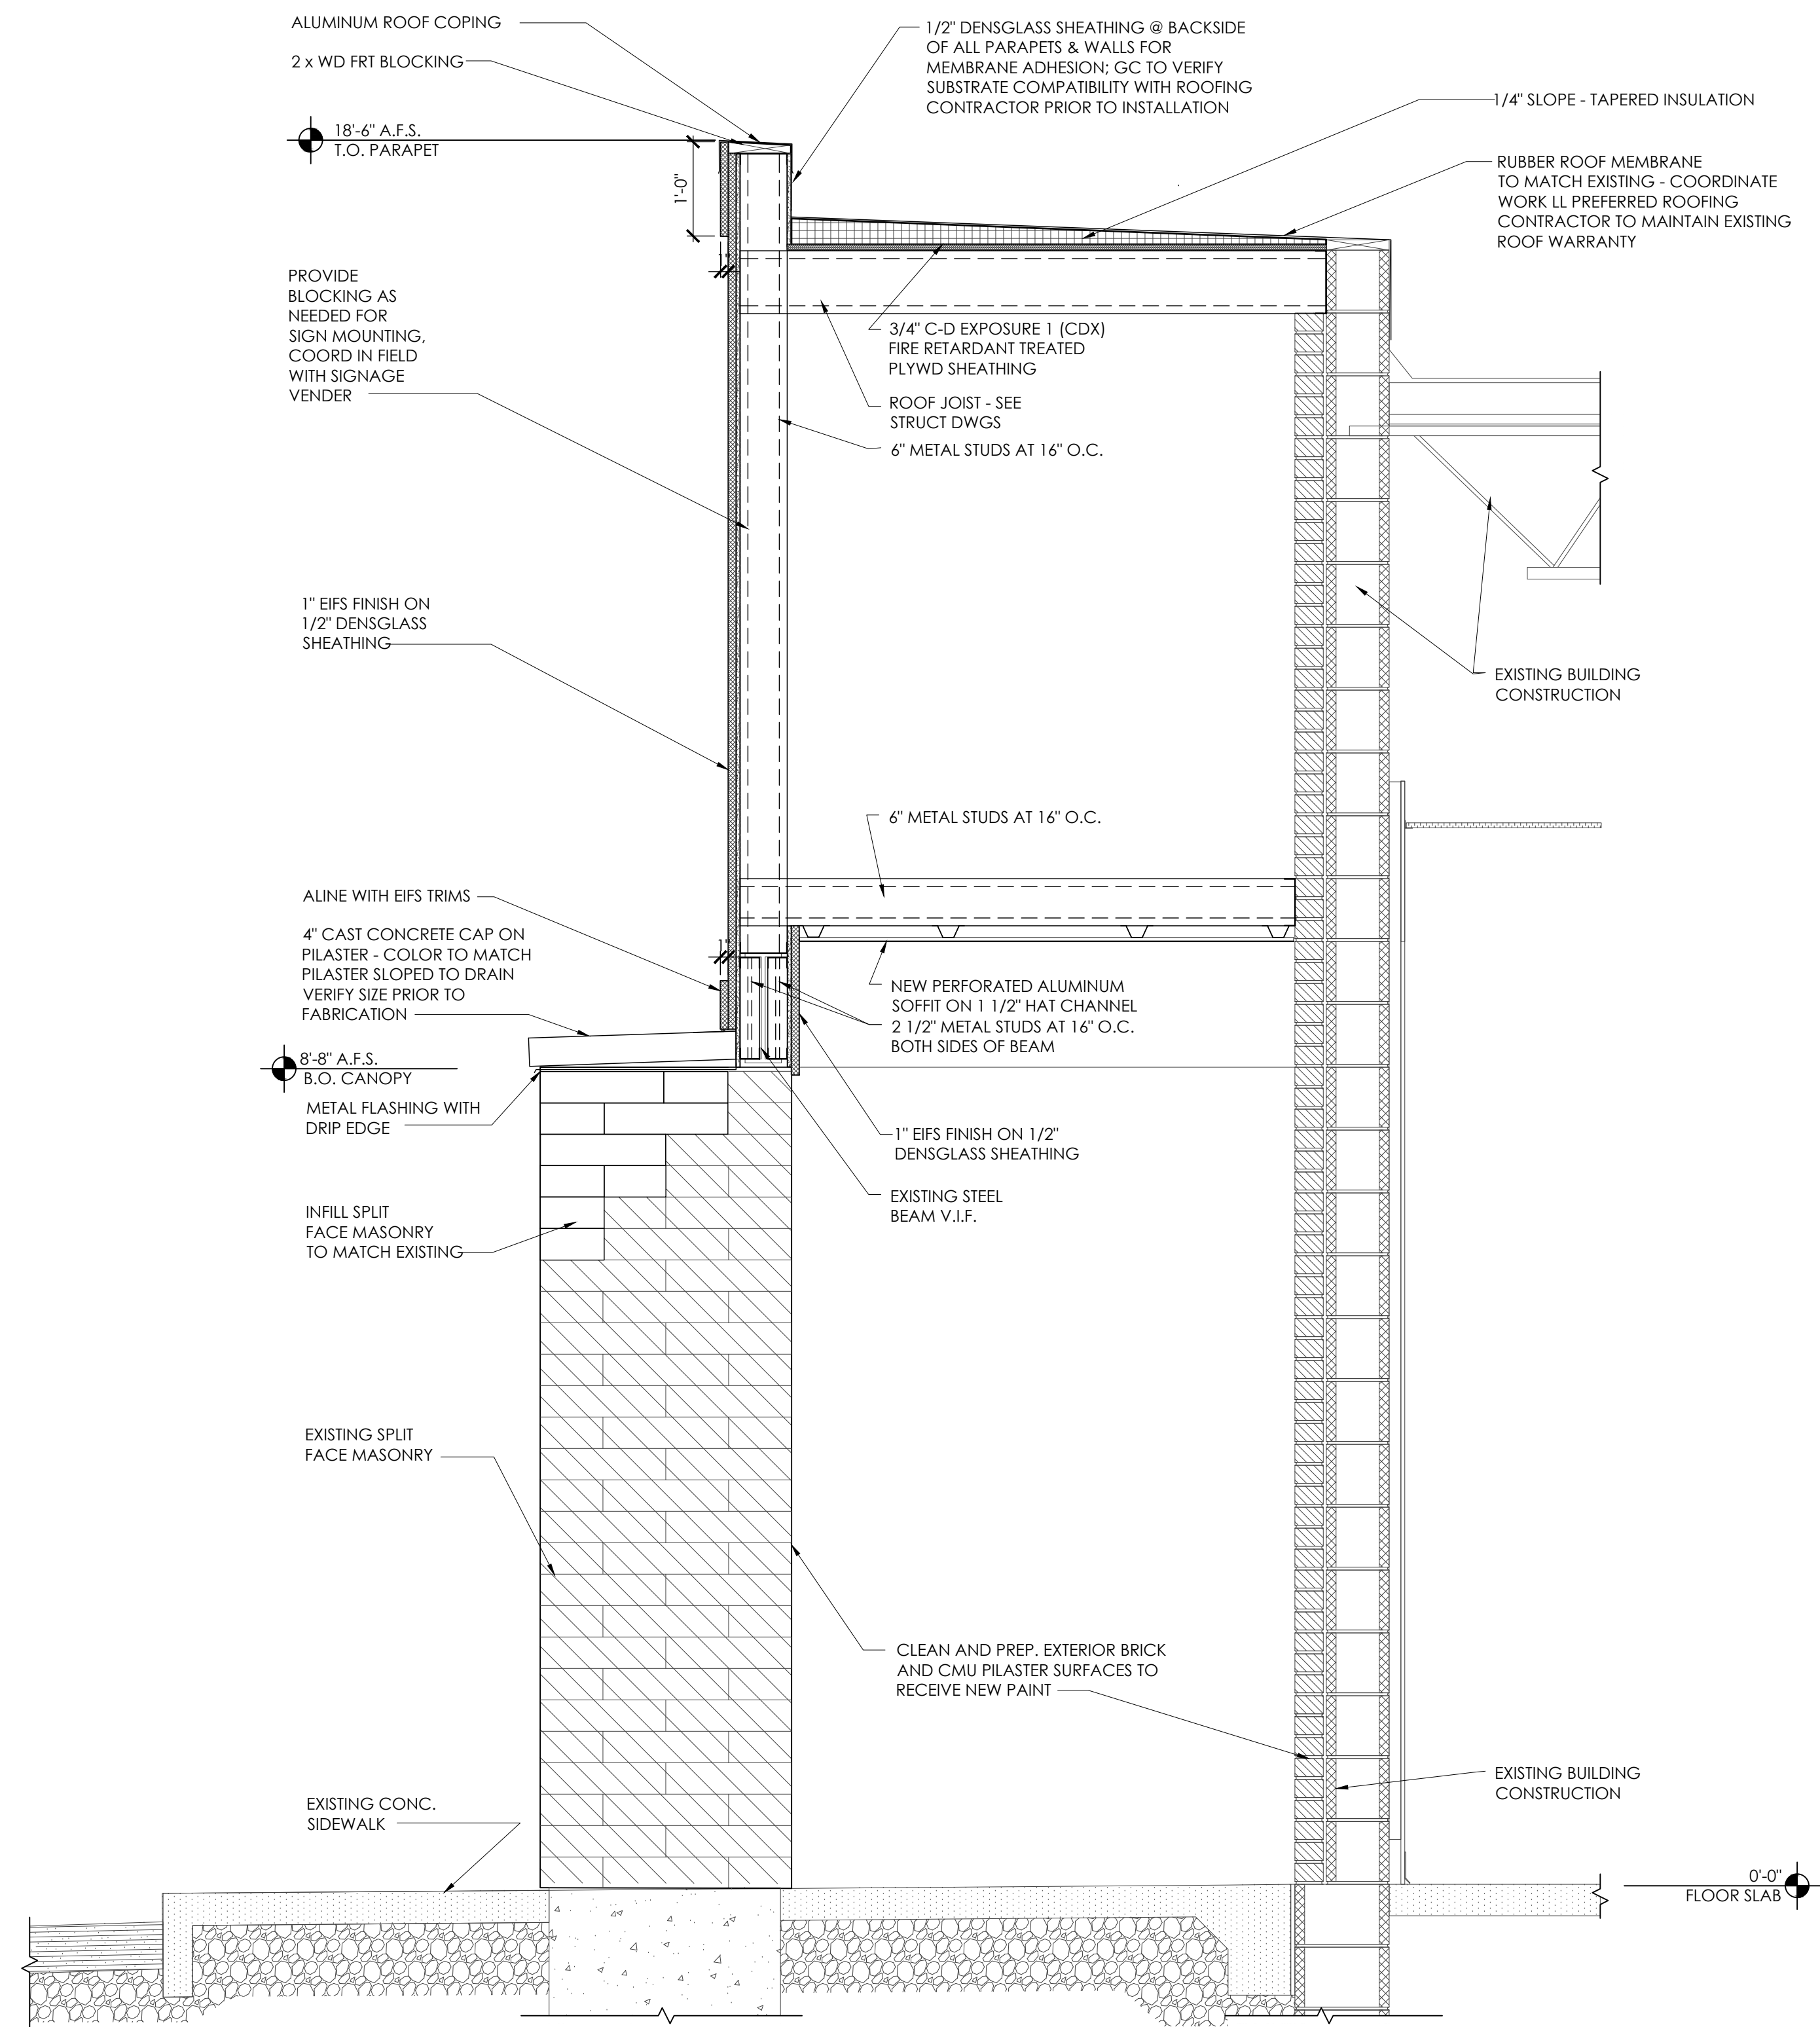 ALUMINUM ROOF COPING
2 x WD FRT BLOCKING
18'-6" A.F.S.
T.O. PARAPET
1'-0"
1"
PROVIDE
BLOCKING AS
NEEDED FOR
SIGN MOUNTING,
COORD IN FIELD
WITH SIGNAGE
VENDER
1" EIFS FINISH ON
1/2" DENSGLASS
SHEATHING
ALINE WITH EIFS TRIMS
4" CAST CONCRETE CAP ON
PILASTER - COLOR TO MATCH
PILASTER SLOPED TO DRAIN
VERIFY SIZE PRIOR TO
FABRICATION
1"
8'-8" A.F.S.
B.O. CANOPY
METAL FLASHING WITH
DRIP EDGE
INFILL SPLIT
FACE MASONRY
TO MATCH EXISTING
EXISTING SPLIT
FACE MASONRY
EXISTING CONC.
SIDEWALK
1/2" DENSGLASS SHEATHING @ BACKSIDE
OF ALL PARAPETS & WALLS FOR
MEMBRANE ADHESION; GC TO VERIFY
SUBSTRATE COMPATIBILITY WITH ROOFING
CONTRACTOR PRIOR TO INSTALLATION
3/4" C-D EXPOSURE 1 (CDX)
FIRE RETARDANT TREATED
PLYWD SHEATHING
ROOF JOIST - SEE
STRUCT DWGS
6" METAL STUDS AT 16" O.C.
6" METAL STUDS AT 16" O.C.
NEW PERFORATED ALUMINUM
SOFFIT ON 1 1/2" HAT CHANNEL
2 1/2" METAL STUDS AT 16" O.C.
BOTH SIDES OF BEAM
1" EIFS FINISH ON 1/2"
DENSGLASS SHEATHING
EXISTING STEEL
BEAM V.I.F.
CLEAN AND PREP. EXTERIOR BRICK
AND CMU PILASTER SURFACES TO
RECEIVE NEW PAINT
1/4" SLOPE - TAPERED INSULATION
RUBBER ROOF MEMBRANE
TO MATCH EXISTING - COORDINATE
WORK LL PREFERRED ROOFING
CONTRACTOR TO MAINTAIN EXISTING
ROOF WARRANTY
EXISTING BUILDING
CONSTRUCTION
EXISTING BUILDING
CONSTRUCTION
0'-0"
FLOOR SLAB